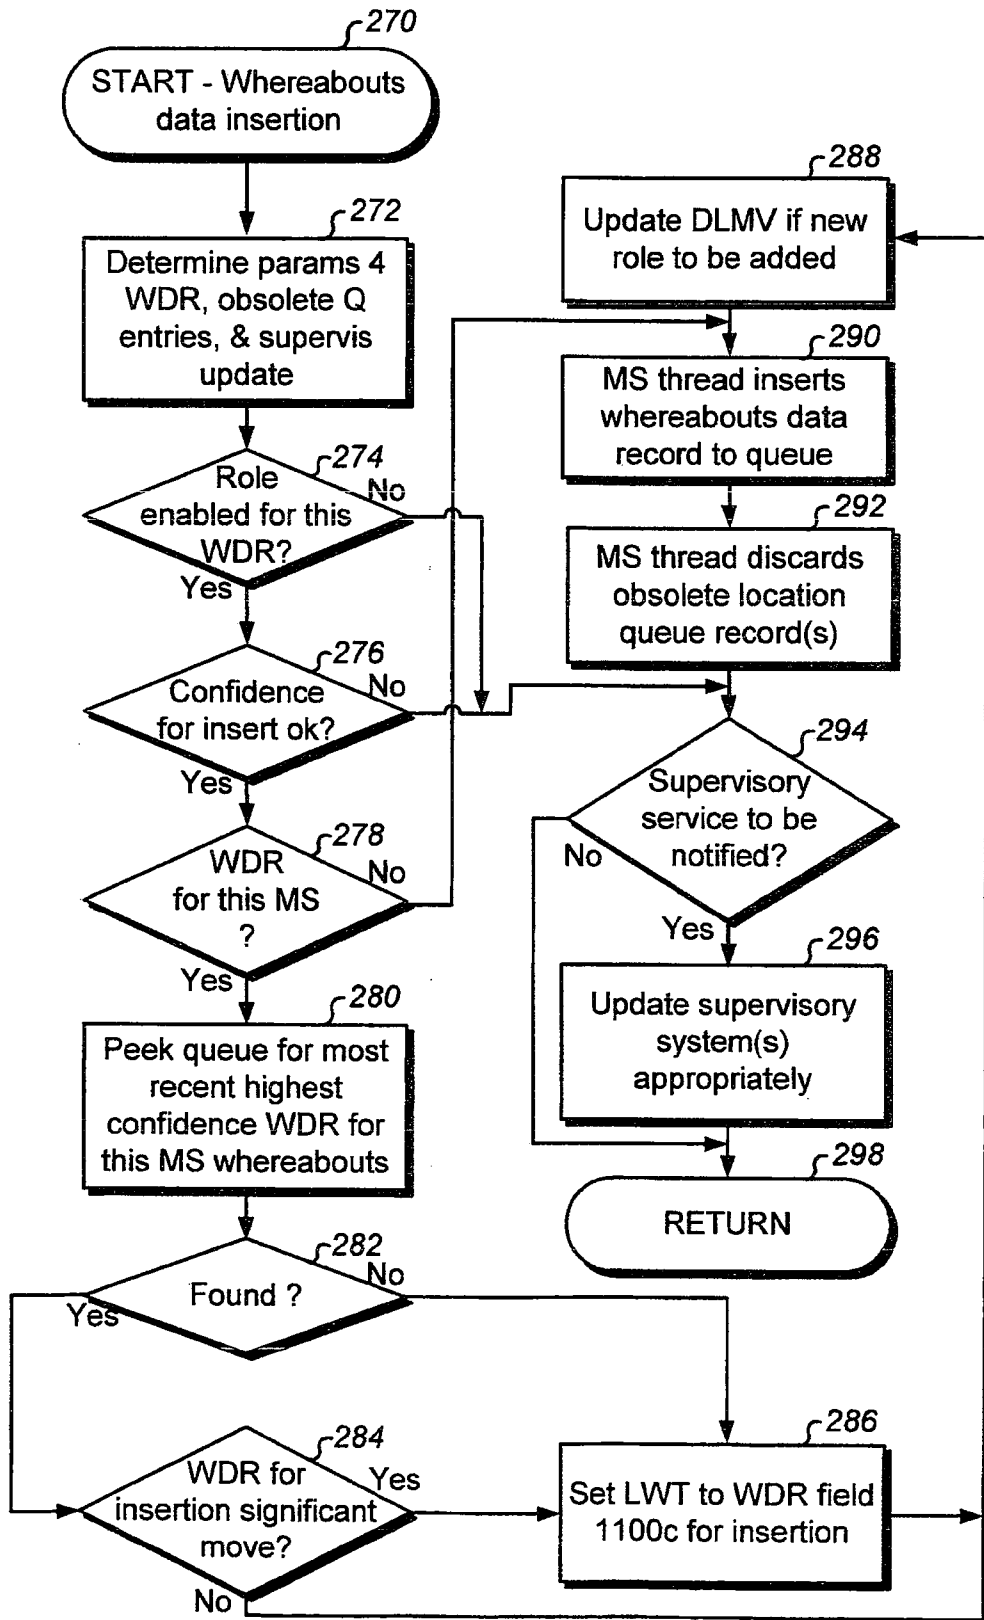 270
START - Whereabouts
data insertion
272
Determine params 4
WDR, obsolete Q
entries, & supervis
update
274
Role
enabled for this
WDR?
No
Yes
276
Confidence
for insert ok?
No
Yes
278
WDR
for this MS
?
No
Yes
280
Peek queue for most
recent highest
confidence WDR for
this MS whereabouts
282
Found ?
No
Yes
284
WDR for
insertion significant
move?
Yes
No
286
Set LWT to WDR field
1100c for insertion
288
Update DLMV if new
role to be added
290
MS thread inserts
whereabouts data
record to queue
292
MS thread discards
obsolete location
queue record(s)
294
Supervisory
service to be
notified?
No
Yes
296
Update supervisory
system(s)
appropriately
298
RETURN